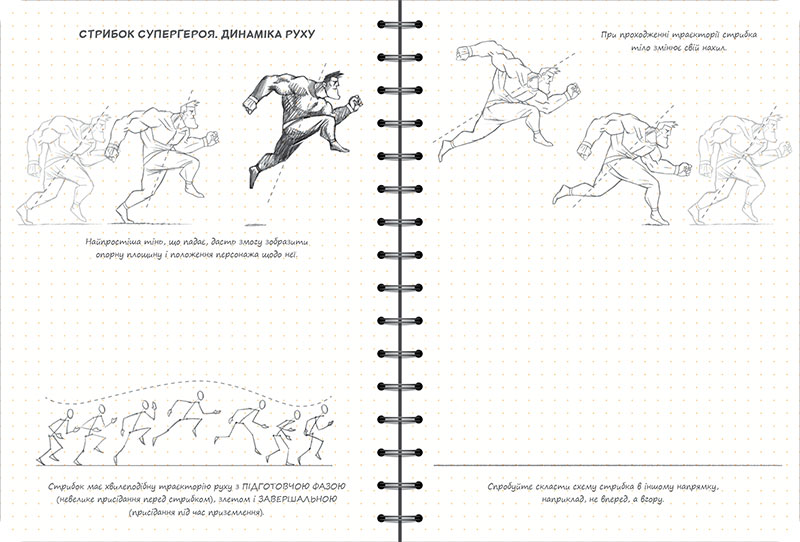 СТРИБОК СУПЕРГЕРОЯ. ДИНАМІКА РУХУ
Найпростіша тінь, що падає, дасть змогу зобразити
опорну площину і положення персонажа щодо неї.
Стрибок має хвилеподібну траєкторію руху з ПІДГОТОВЧОЮ ФАЗОЮ
(невелике присідання перед стрибком), злетом і ЗАВЕРШАЛЬНОЮ
(присідання під час приземлення).
При проходженні траєкторії стрибка
тіло змінює свій нахил.
Спробуйте скласти схему стрибка в іншому напрямку,
наприклад, не вперед, а вгору.